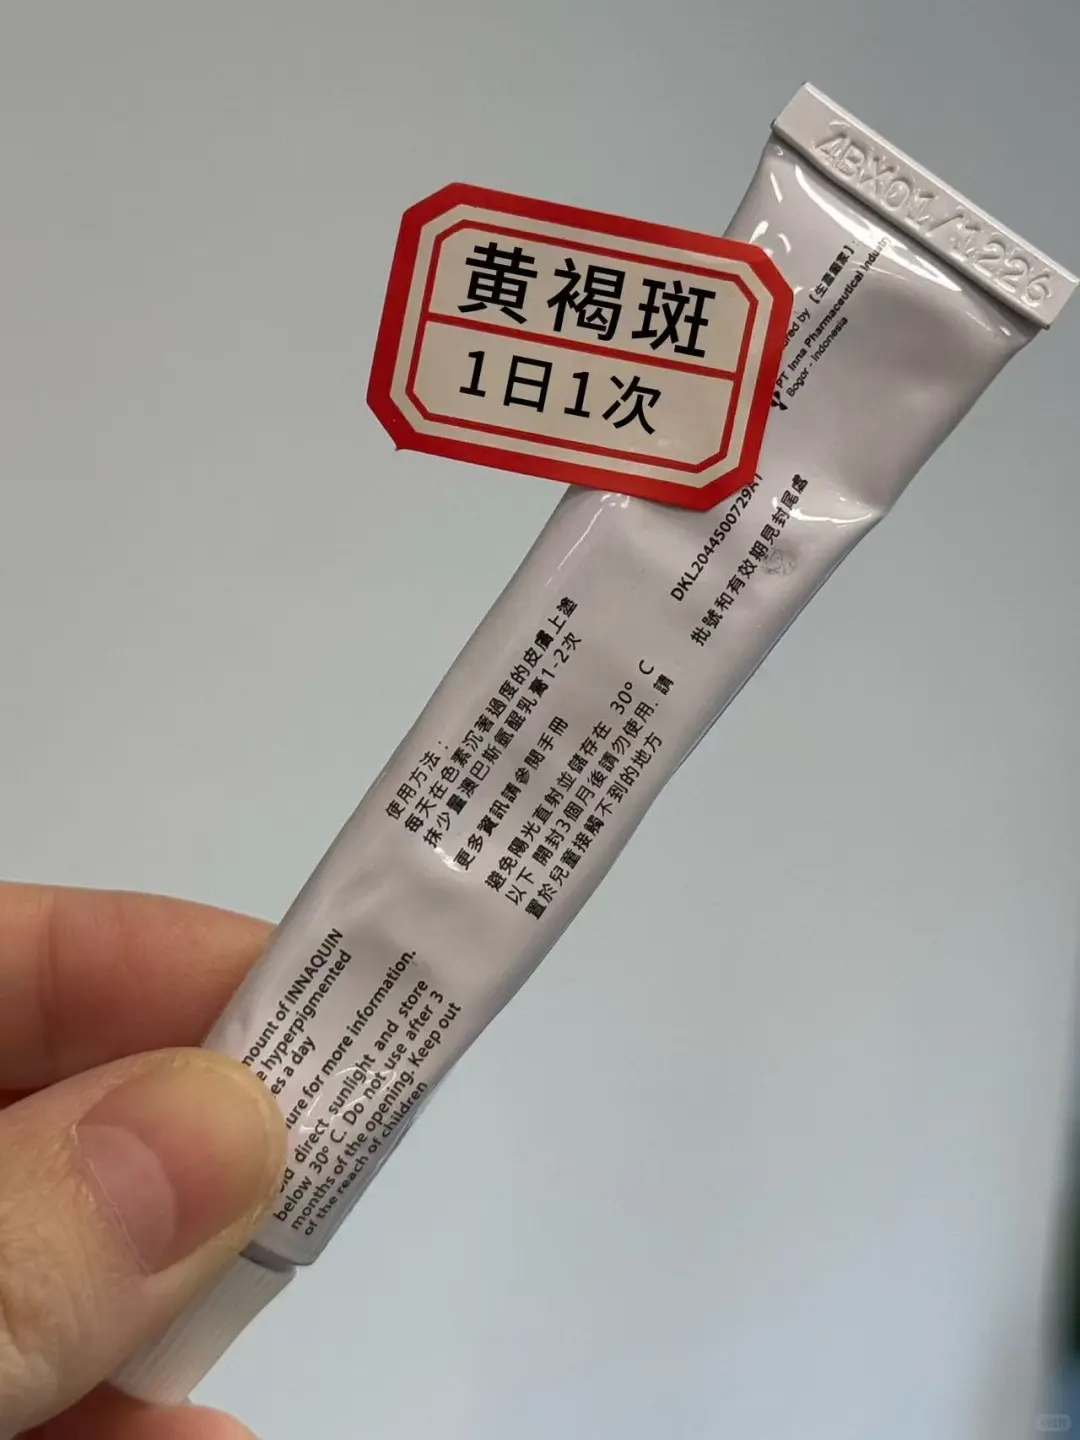 4BX01/1226
黄褐斑
1日1次
【生產廠家】:
PT Inna Pharmaceutical Industri
Bogor - Indonesia
DKL2044500729A1
批號和有效期見封尾處
使用方法：
每天在色素沉著過度的皮膚上塗
抹少量澳巴斯氫醌乳膏1-2次
更多資訊請參閱手冊
避免陽光直射並儲存在 30° C
以下 開封3個月後請勿使用. 請
置於兒童接觸不到的地方
of INNAQUIN
hyperpigmented
a day
for more information.
direct sunlight and store
below 30° C. Do not use after 3
months of the opening. Keep out
of the reach of children